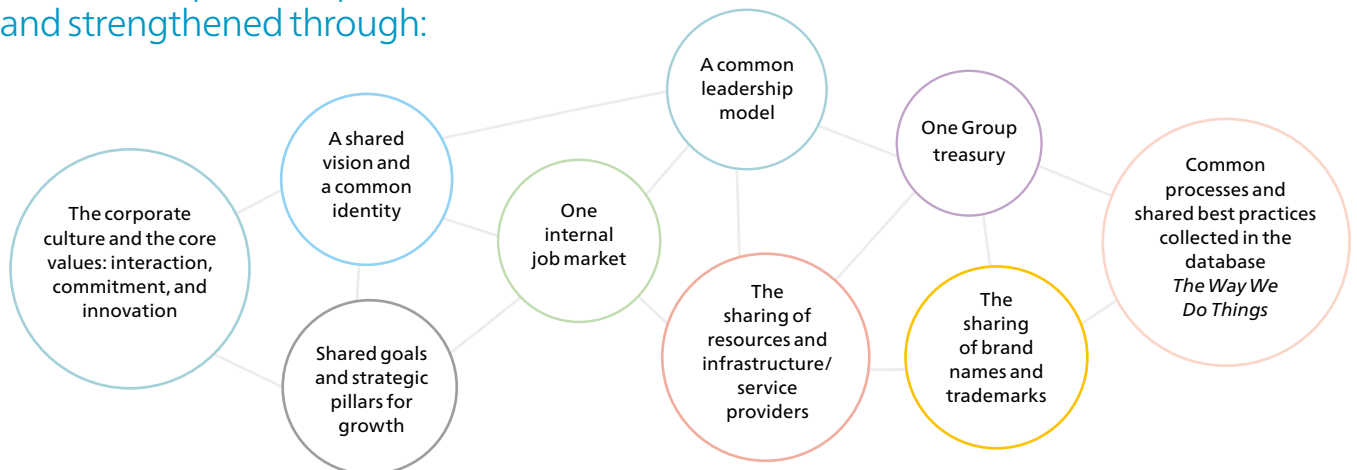 and strengthened through:
The corporate
culture and the core
values: interaction,
commitment, and
innovation
A shared
vision and
a common
identity
Shared goals
and strategic
pillars for
growth
One
internal
job market
A common
leadership
model
The
sharing of
resources and
infrastructure/
service
providers
One Group
treasury
The
sharing
of brand
names and
trademarks
Common
processes and
shared best practices
collected in the
database
The Way We
Do Things